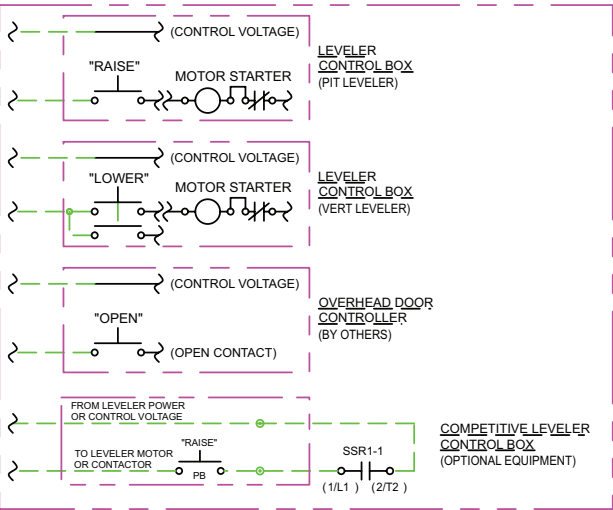 (CONTROL VOLTAGE)
"RAISE"
MOTOR STARTER
LEVELER
CONTROL BOX
(PIT LEVELER)
(CONTROL VOLTAGE)
"LOWER"
MOTOR STARTER
LEVELER
CONTROL BOX
(VERT LEVELER)
(CONTROL VOLTAGE)
"OPEN"
(OPEN CONTACT)
OVERHEAD DOOR
CONTROLLER
(BY OTHERS)
FROM LEVELER POWER
OR CONTROL VOLTAGE
TO LEVELER MOTOR
OR CONTACTOR
"RAISE"
PB
SSR1-1
(1/L1 ) (2/T2 )
COMPETITIVE LEVELER
CONTROL BOX
(OPTIONAL EQUIPMENT)